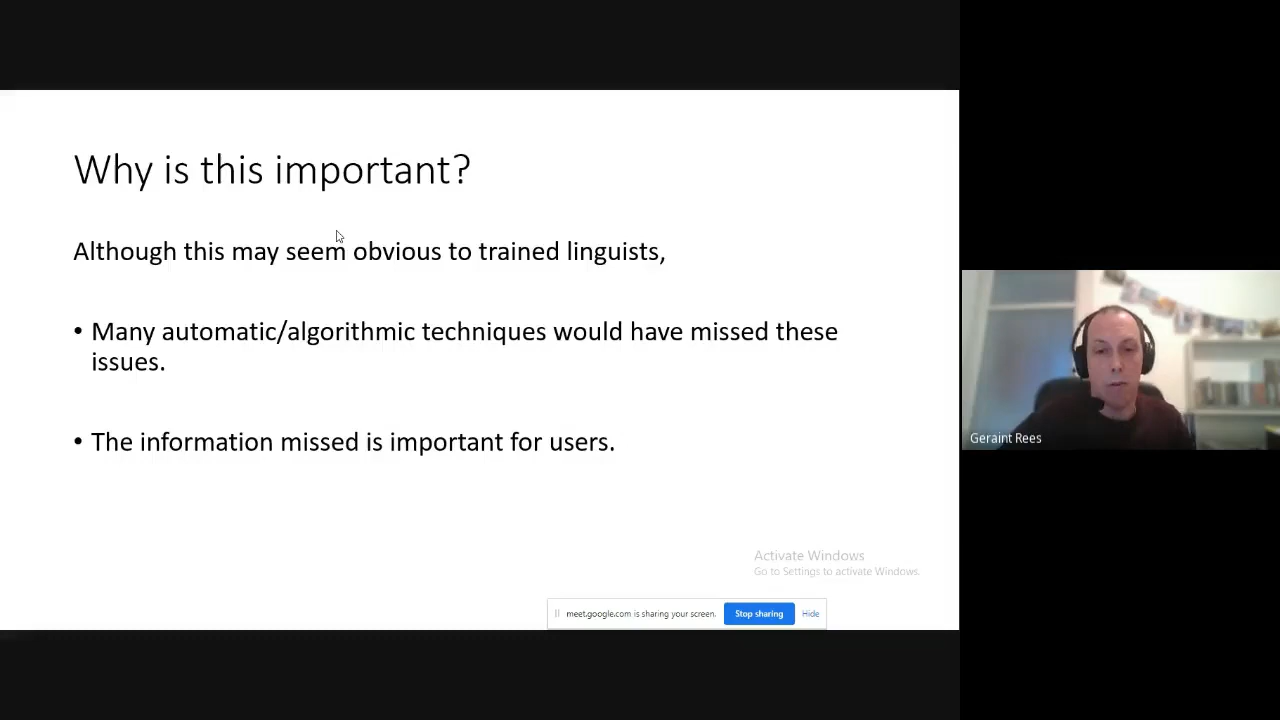 Why is this important?
Although this may seem obvious to trained linguists,
• Many automatic/algorithmic techniques would have missed these
issues.
• The information missed is important for users.
Activate Windows
Go to Settings to activate Windows.
meet.google.com is sharing your screen.
Stop sharing
Hide
Geraint Rees